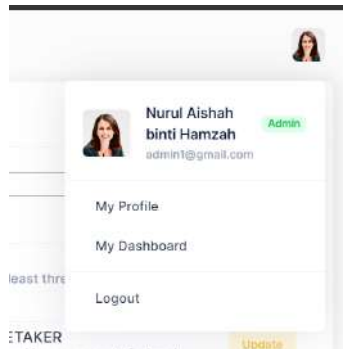 Nurul Aishah
binti Hamzah
Admin
admin1@gmail.com
My Profile
My Dashboard
least thre
Logout
ETAKER
Update